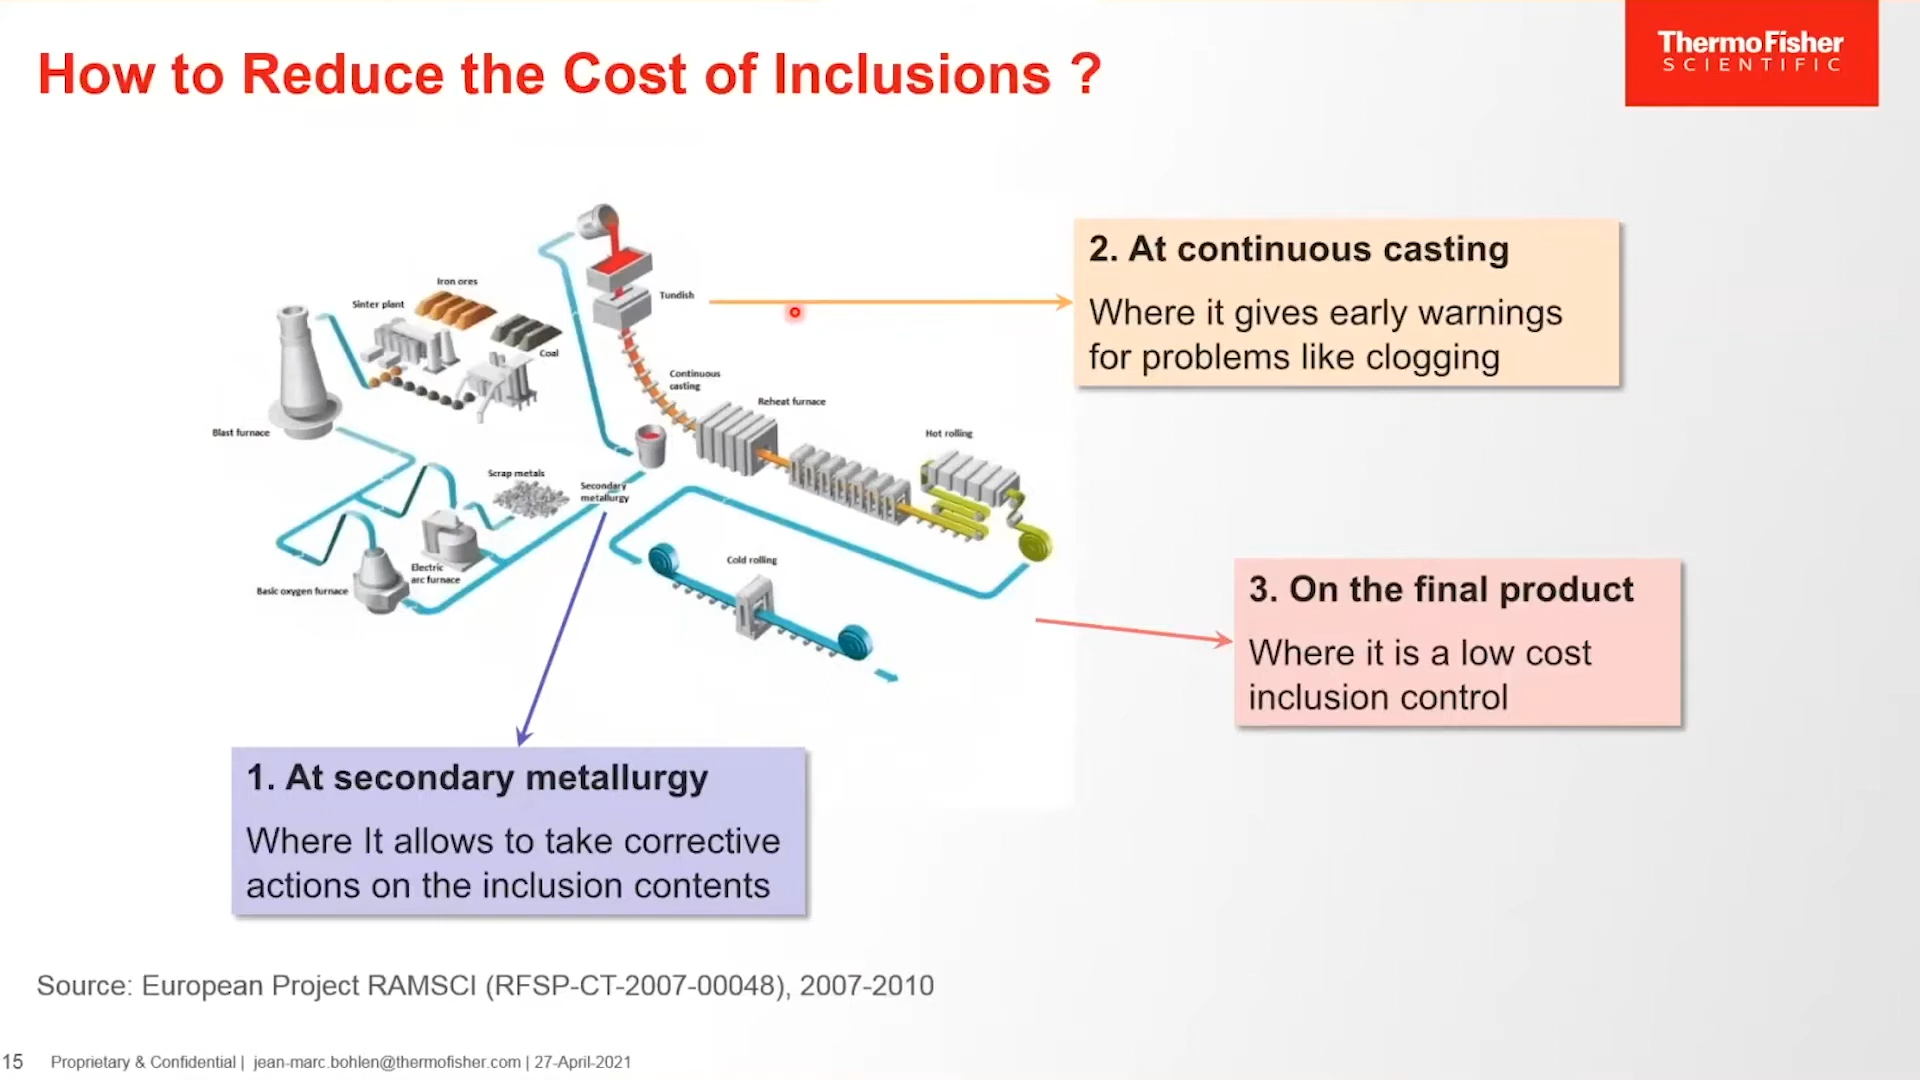 How to Reduce the Cost of Inclusions ?
ThermoFisher
SCIENTIFIC
Iron ores
Sinter plant
Coal
Blast furnace
Tundish
Continuous
casting
Reheat furnace
Hot rolling
Scrap metals
Secondary
metallurgy
Electric
arc furnace
Basic oxygen furnace
Cold rolling
2. At continuous casting
Where it gives early warnings
for problems like clogging
3. On the final product
Where it is a low cost
inclusion control
1. At secondary metallurgy
Where It allows to take corrective
actions on the inclusion contents
Source: European Project RAMSCI (RFSP-CT-2007-00048), 2007-2010
15 Proprietary & Confidential | jean-marc.bohlen@thermofisher.com | 27-April-2021